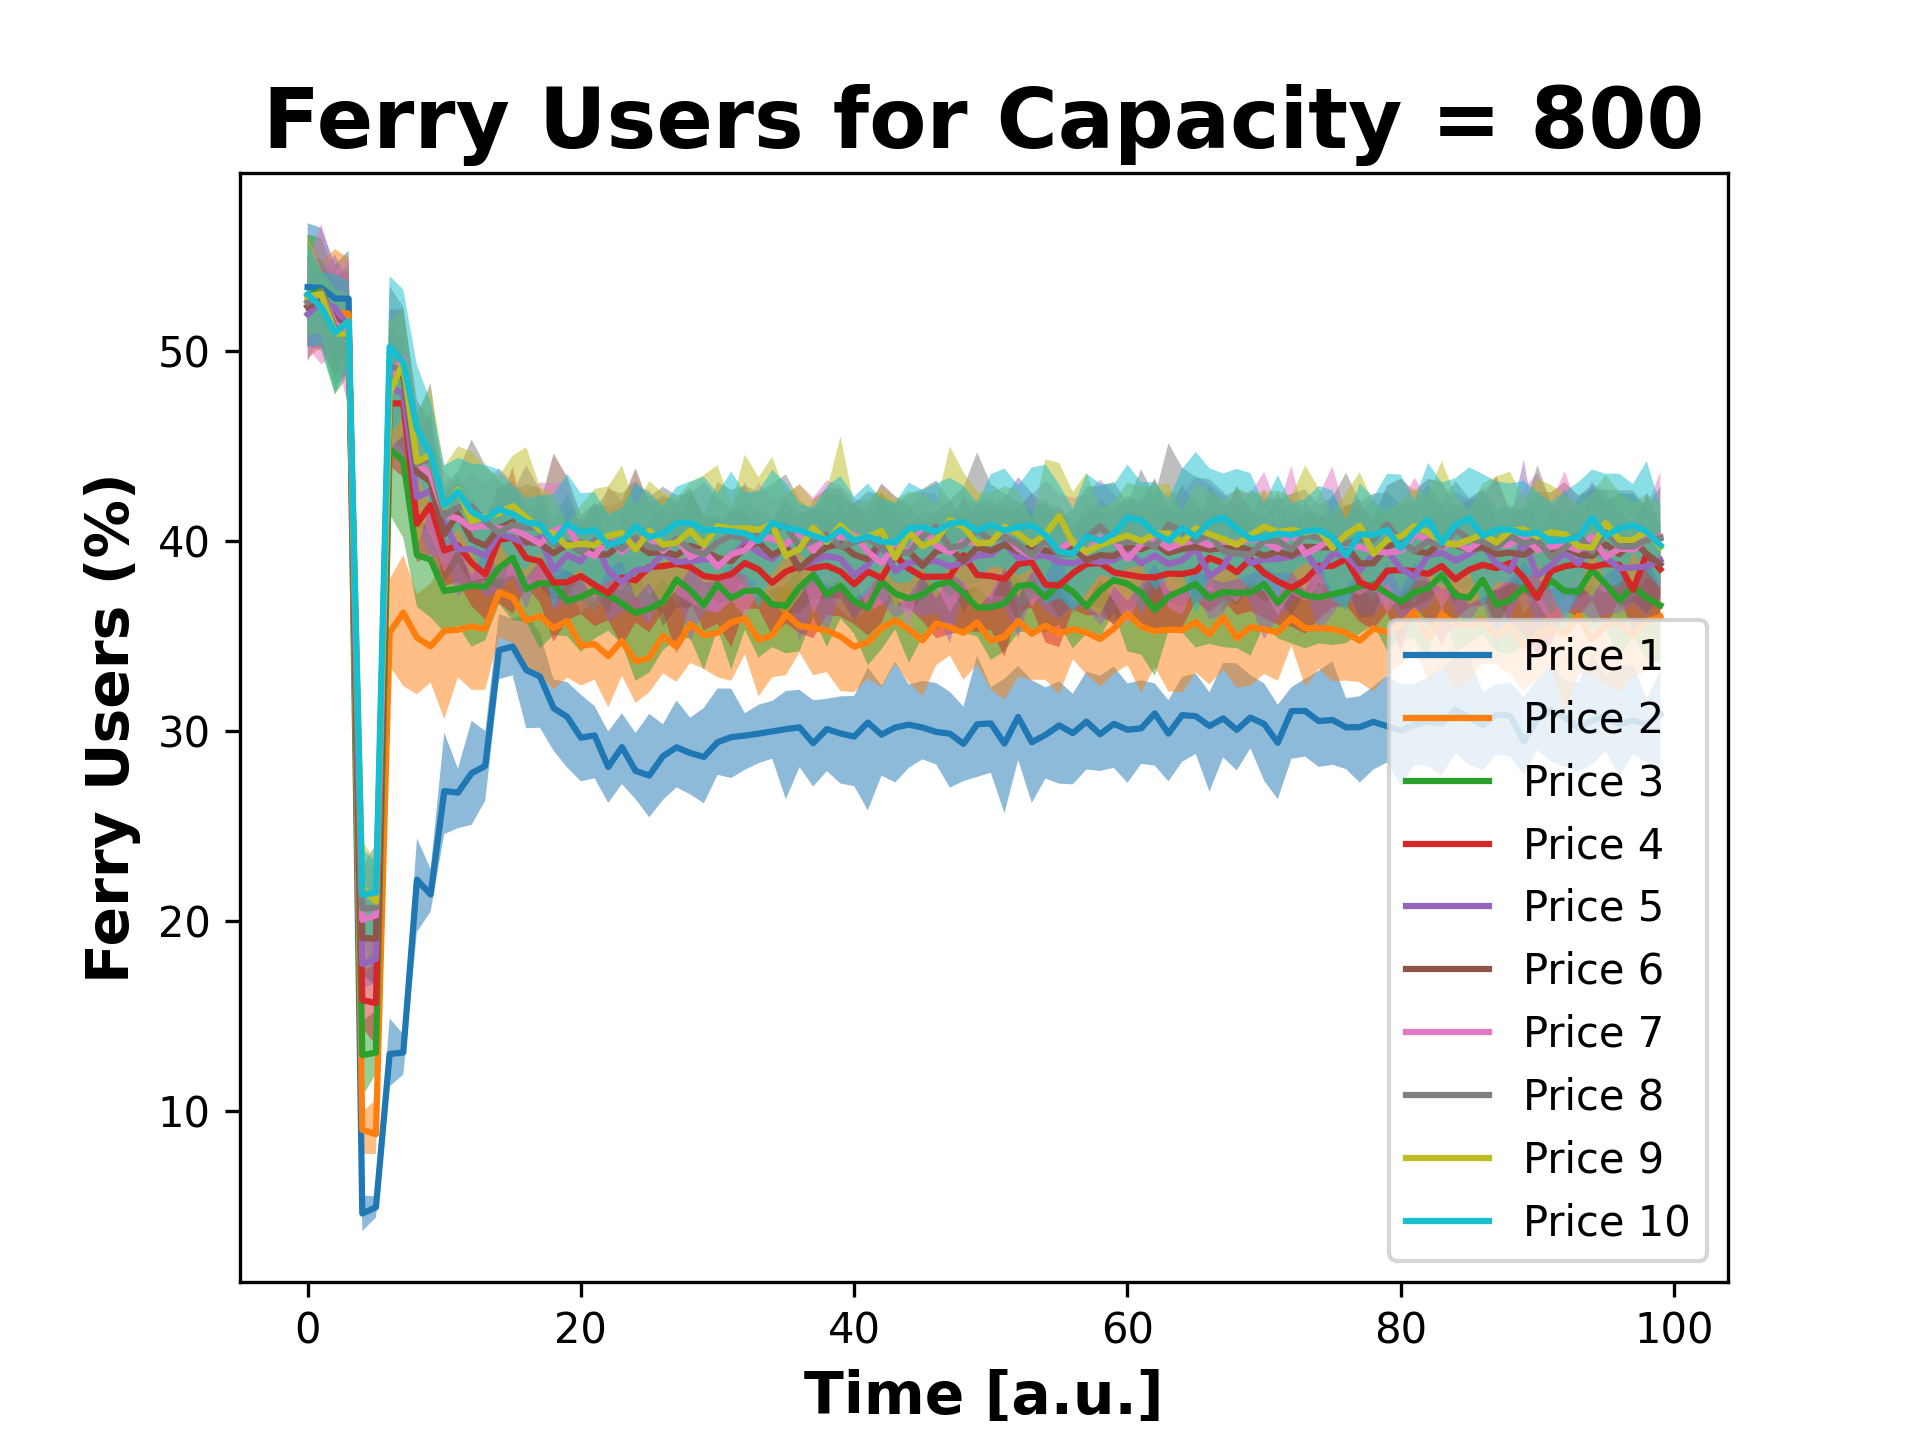 Ferry Users for Capacity = 800
Ferry Users (%)
50
40
30
20
10
Price 1
Price 2
Price 3
Price 4
Price 5
Price 6
Price 7
Price 8
Price 9
Price 10
0 20 40 60 80 100
Time [a.u.]